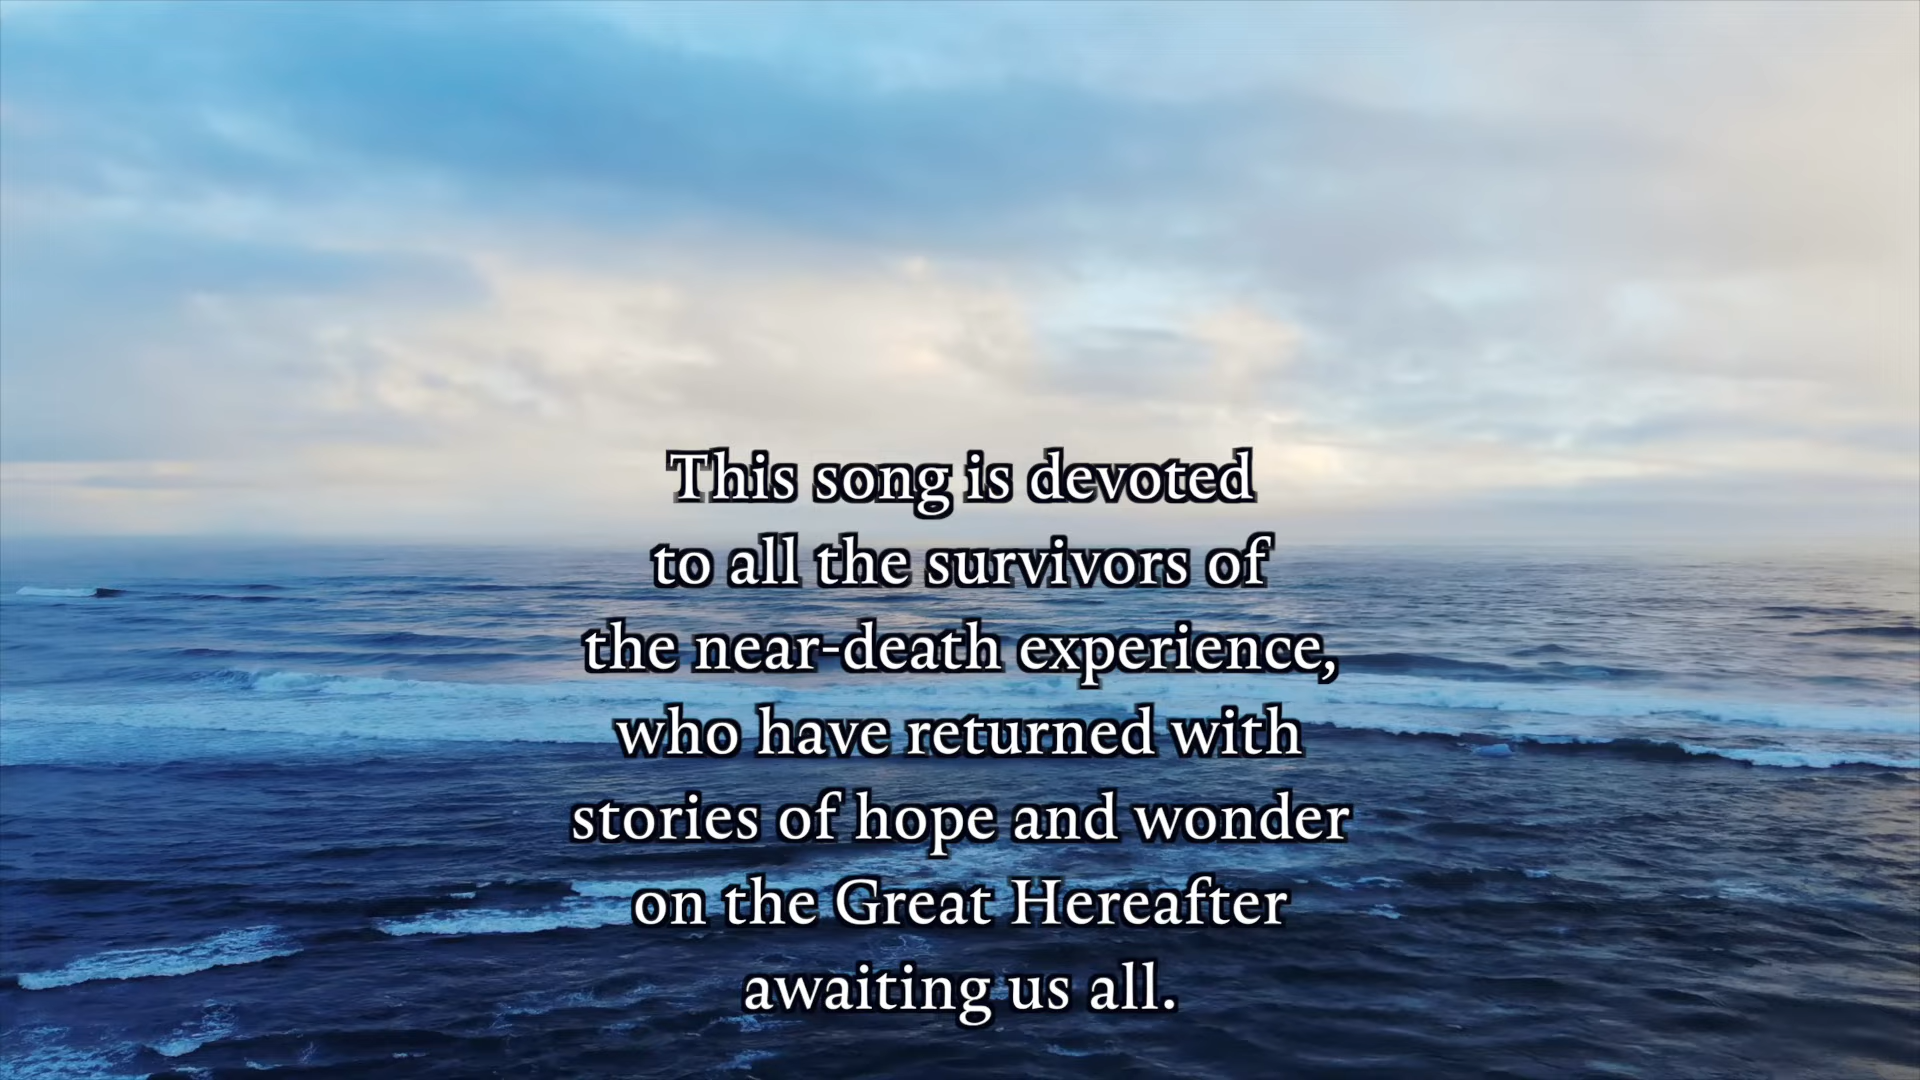 This song is devoted
to all the survivors of
the near-death experience,
who have returned with
stories of hope and wonder
on the Great Hereafter
awaiting us all.